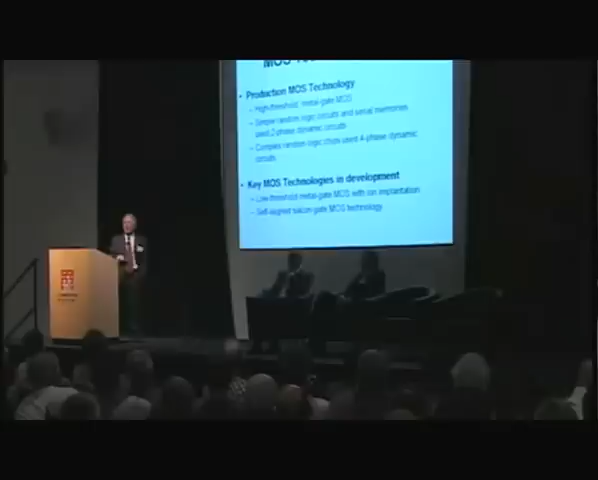 MOS
• Production MOS Technology
– High-threshold, metal-gate MOS
– Simple random logic circuits and serial memories
used 2-phase dynamic circuits
– Complex random logic chips used 4-phase dynamic
circuits
• Key MOS Technologies in development
– Low-threshold metal-gate MOS with ion implantation
– Self-aligned silicon gate MOS technology